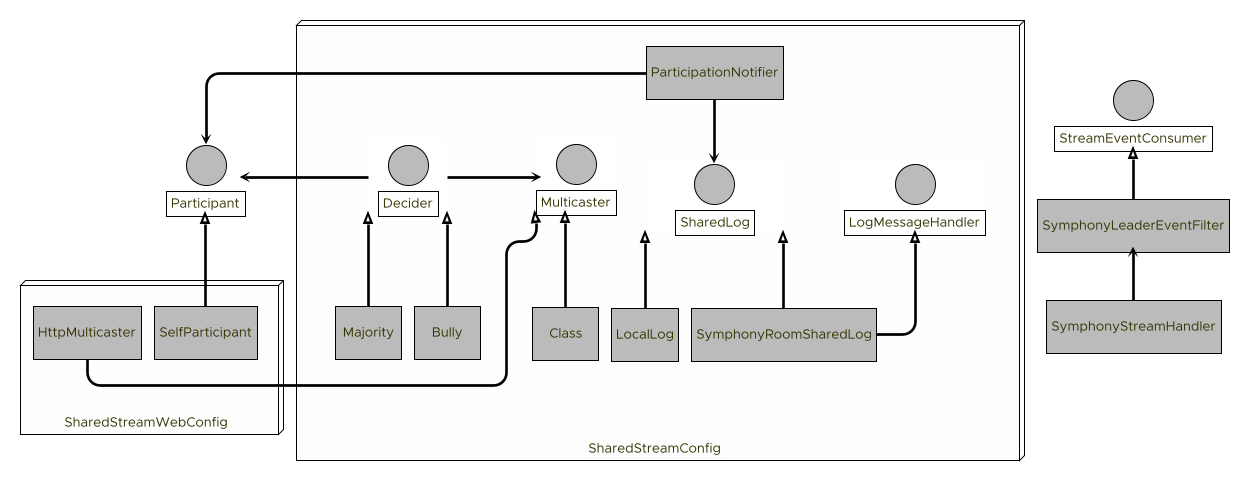 ParticipationNotifier
StreamEventConsumer
Participant
Decider
Multicaster
SharedLog
LogMessageHandler
SymphonyLeaderEventFilter
HttpMulticaster
SelfParticipant
Majority
Bully
Class
LocalLog
SymphonyRoomSharedLog
SymphonyStreamHandler
SharedStreamWebConfig
SharedStreamConfig